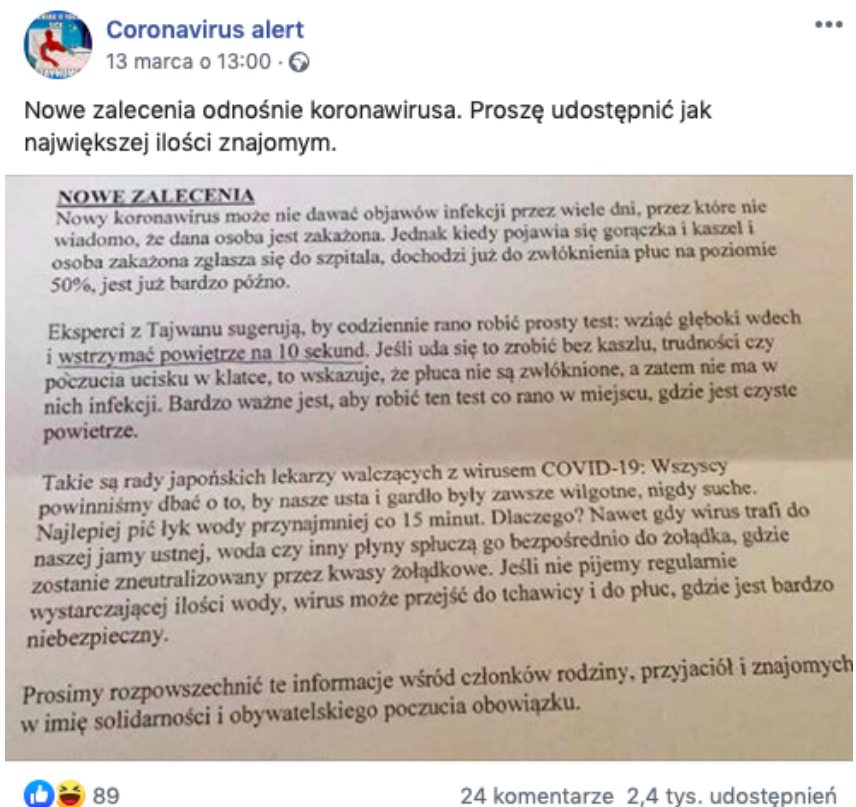 Coronavirus alert
13 marca o 13:00 ·
Nowe zalecenia odnośnie koronawirusa. Proszę udostępnić jak
największej ilości znajomym.
NOWE ZALECENIA
Nowy koronawirus może nie dawać objawów infekcji przez wiele dni, przez które nie
wiadomo, że dana osoba jest zakażona. Jednak kiedy pojawia się gorączka i kaszel i
osoba zakażona zgłasza się do szpitala, dochodzi już do zwłóknienia płuc na poziomie
50%, jest już bardzo późno.
Eksperci z Tajwanu sugerują, by codziennie rano robić prosty test: wziąć głęboki wdech
i wstrzymać powietrze na 10 sekund. Jeśli uda się to zrobić bez kaszlu, trudności czy
poczucia ucisku w klatce, to wskazuje, że płuca nie są zwłóknione, a zatem nie ma w
nich infekcji. Bardzo ważne jest, aby robić ten test co rano w miejscu, gdzie jest czyste
powietrze.
Takie są rady japońskich lekarzy walczących z wirusem COVID-19: Wszyscy
powinniśmy dbać o to, by nasze usta i gardło były zawsze wilgotne, nigdy suche.
Najlepiej pić łyk wody przynajmniej co 15 minut. Dlaczego? Nawet gdy wirus trafi do
naszej jamy ustnej, woda czy inny płyny spłuczą go bezpośrednio do żołądka, gdzie
zostanie zneutralizowany przez kwasy żołądkowe. Jeśli nie pijemy regularnie
wystarczającej ilości wody, wirus może przejść do tchawicy i do płuc, gdzie jest bardzo
niebezpieczny.
Prosimy rozpowszechnić te informacje wśród członków rodziny, przyjaciół i znajomych
w imię solidarności i obywatelskiego poczucia obowiązku.
89
24 komentarze 2,4 tys. udostępnień